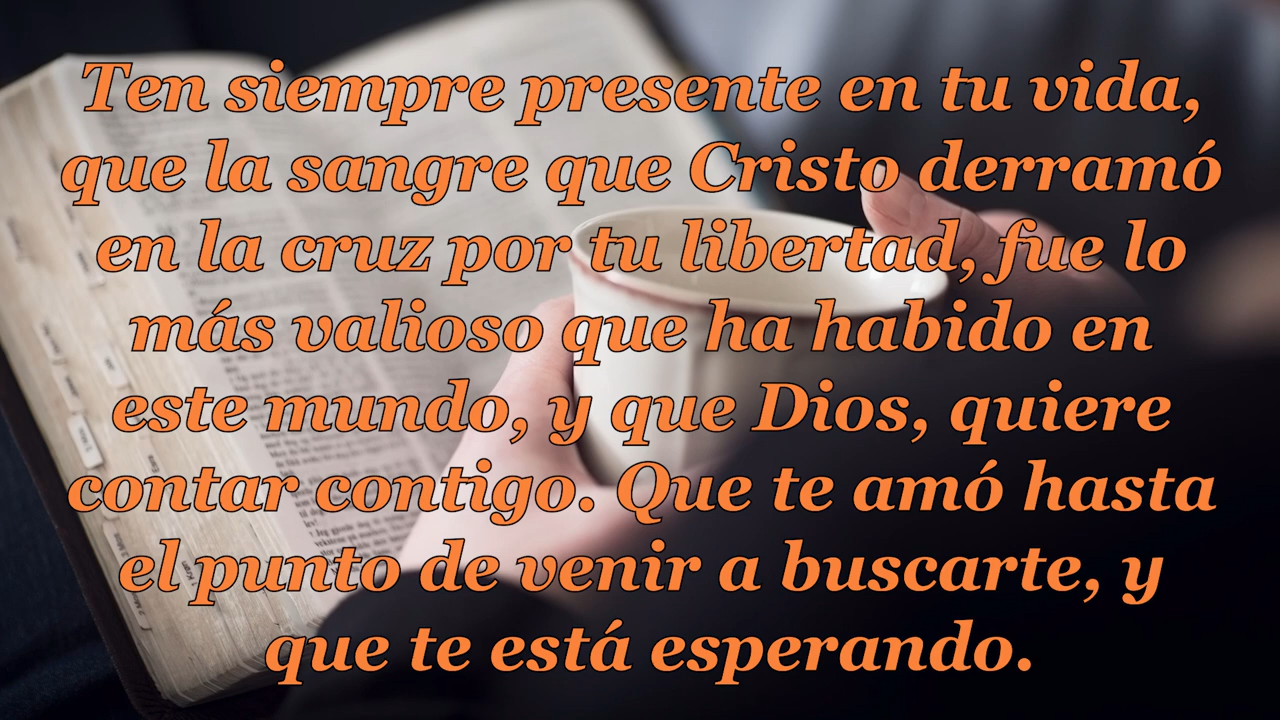 Ten siempre presente en tu vida,
que la sangre que Cristo derramó
en la cruz por tu libertad, fue lo
más valioso que ha habido en
este mundo, y que Dios, quiere
contar contigo. Que te amó hasta
el punto de venir a buscarte, y
que te está esperando.